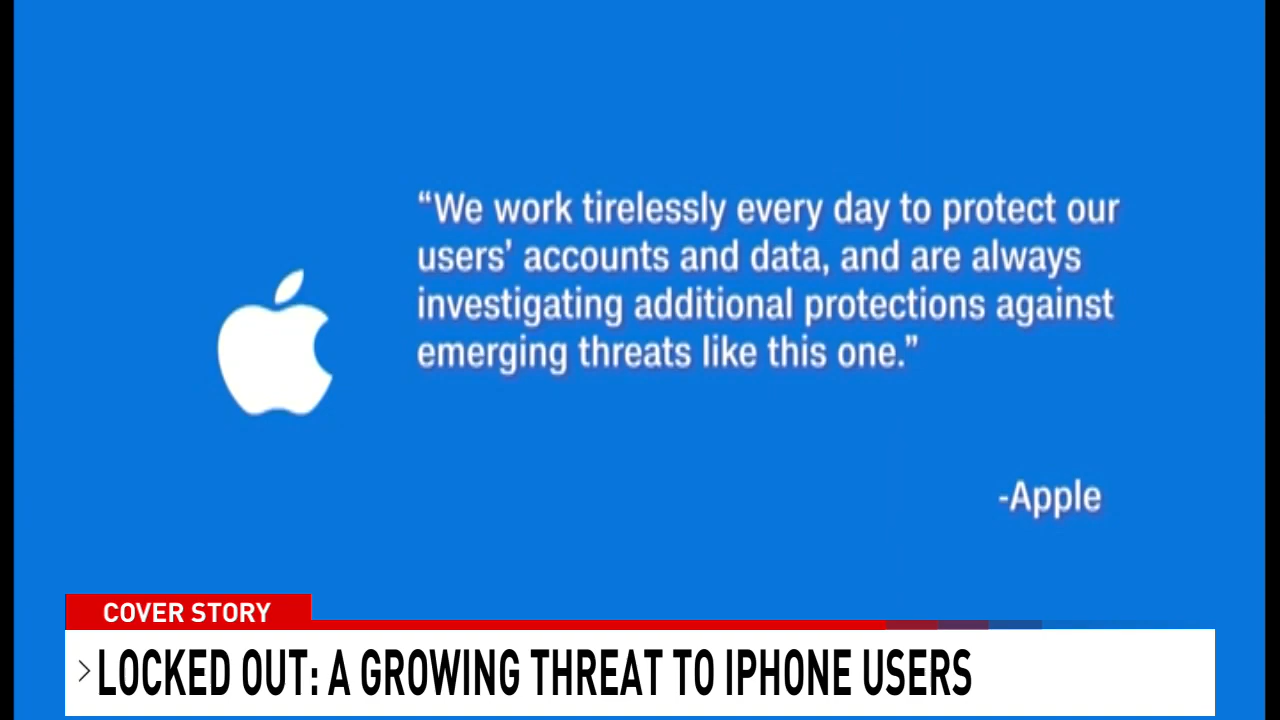 “We work tirelessly every day to protect our
users’ accounts and data, and are always
investigating additional protections against
emerging threats like this one.”
-Apple
COVER STORY
LOCKED OUT: A GROWING THREAT TO IPHONE USERS